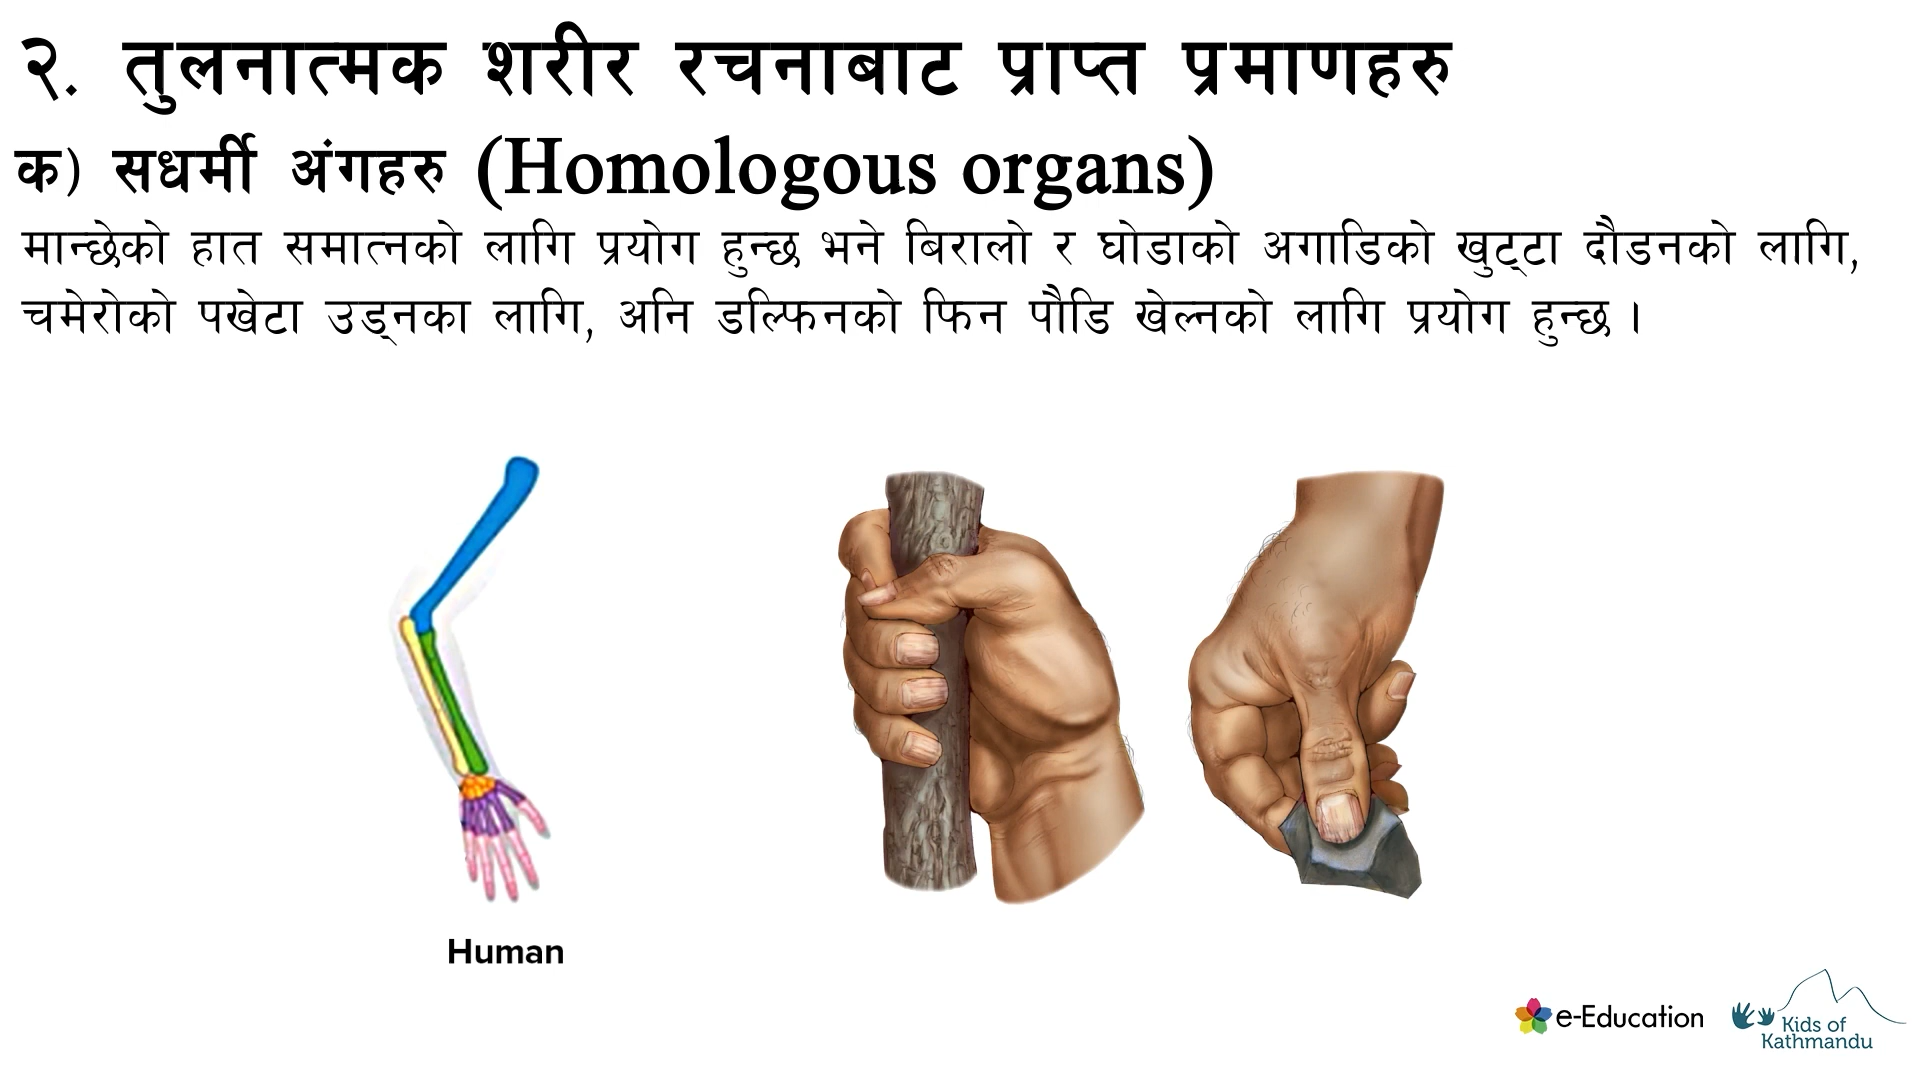 २. तुलनात्मक शरीर रचनाबाट प्राप्त प्रमाणहरु
क) सधर्मी अंगहरु (Homologous organs)
मान्छेको हात समात्नको लागि प्रयोग हुन्छ भने बिरालो र घोडाको अगाडिको खुट्टा दौडनको लागि,
चमेरोको पखेटा उड्नका लागि, अनि डल्फिनको फिन पौडि खेल्नको लागि प्रयोग हुन्छ ।
Human
e-Education
Kids of
Kathmandu